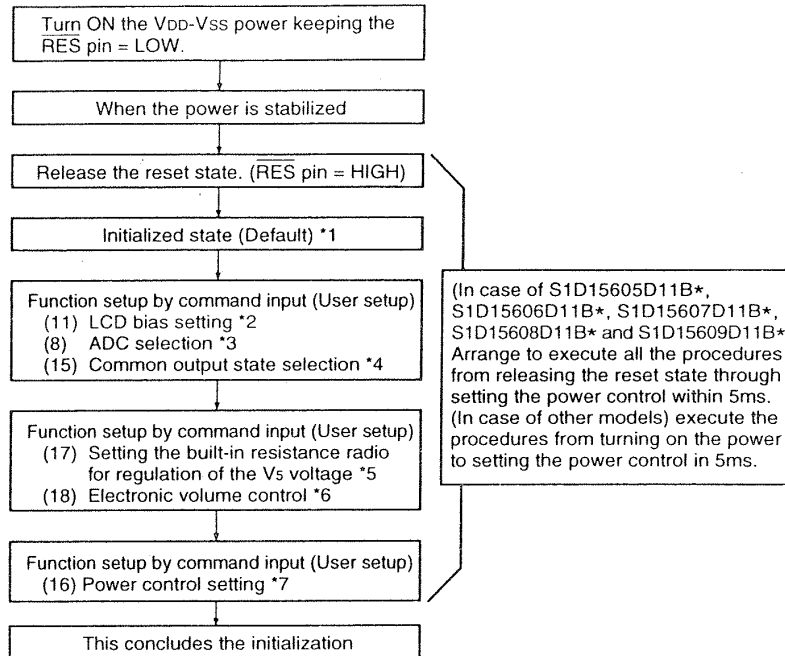 Turn ON the VDD-VSS power keeping the
RES pin = LOW.
When the power is stabilized
Release the reset state. (RES pin = HIGH)
Initialized state (Default) *1
Function setup by command input (User setup)
(11) LCD bias setting *2
(8) ADC selection *3
(15) Common output state selection *4
Function setup by command input (User setup)
(17) Setting the built-in resistance radio
for regulation of the V5 voltage *5
(18) Electronic volume control *6
Function setup by command input (User setup)
(16) Power control setting *7
This concludes the initialization
(In case of S1D15605D11B*,
S1D15606D11B*, S1D15607D11B*,
S1D15608D11B* and S1D15609D11B*
Arrange to execute all the procedures
from releasing the reset state through
setting the power control within 5ms.
(In case of other models) execute the
procedures from turning on the power
to setting the power control in 5ms.